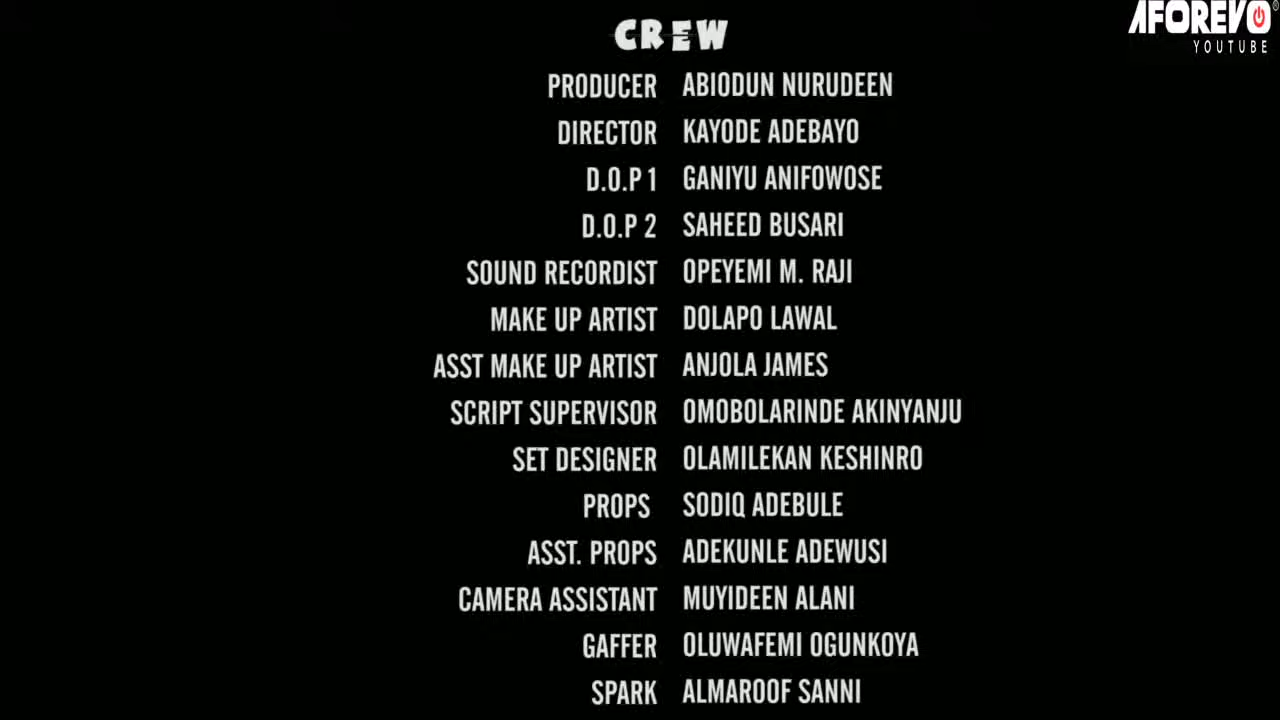 AFOREVO
YOUTUBE
CREW
PRODUCER ABIODUN NURUDEEN
DIRECTOR KAYODE ADEBAYO
D.O.P 1 GANIYU ANIFOWOSE
D.O.P 2 SAHEED BUSARI
SOUND RECORDIST OPEYEMI M. RAJI
MAKE UP ARTIST DOLAPO LAWAL
ASST MAKE UP ARTIST ANJOLA JAMES
SCRIPT SUPERVISOR OMOBOLARINDE AKINYANJU
SET DESIGNER OLAMILEKAN KESHINRO
PROPS SODIQ ADEBULE
ASST. PROPS ADEKUNLE ADEWUSI
CAMERA ASSISTANT MUYIDEEN ALANI
GAFFER OLUWAFEMI OGUNKOYA
SPARK ALMAROOF SANNI